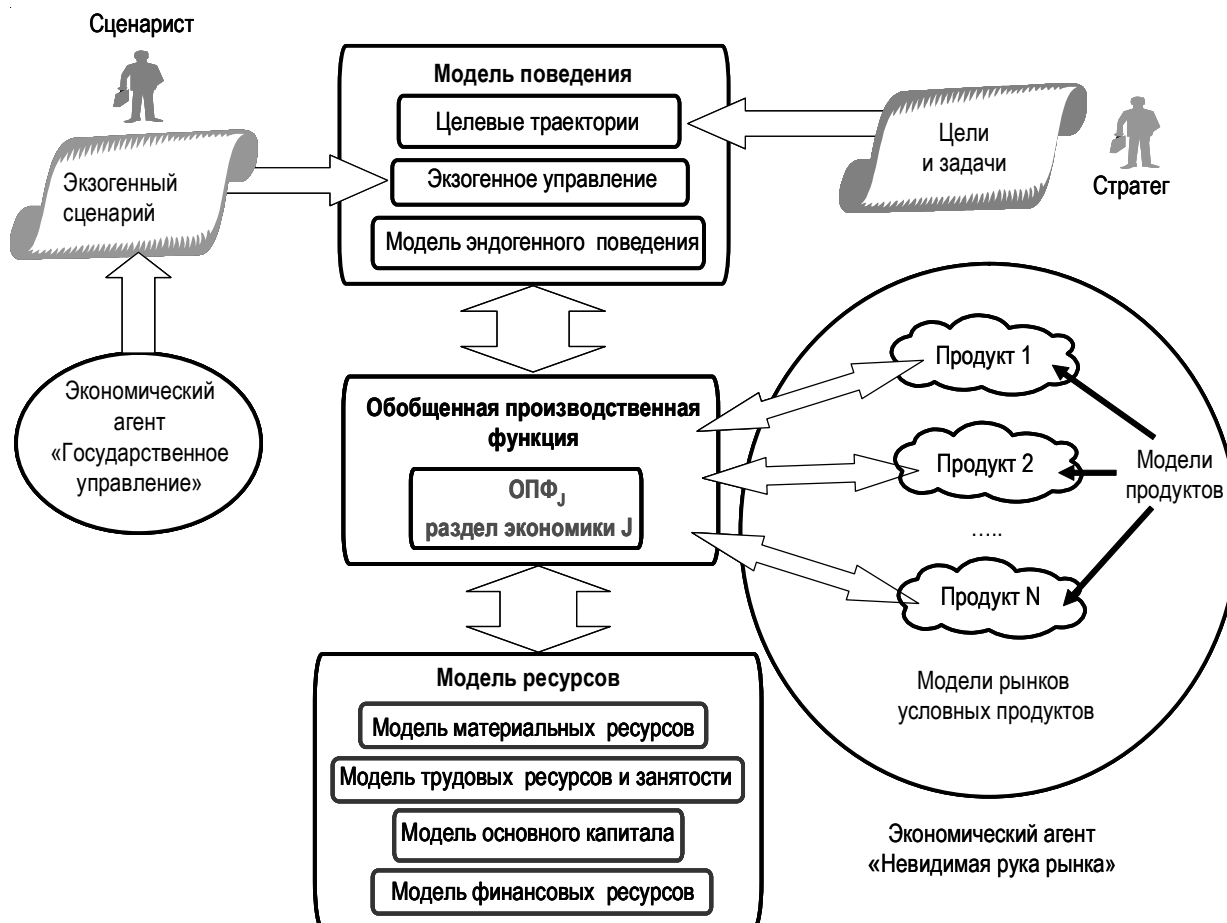 Сценарист
Экзогенный
сценарий
Экономический
агент
«Государственное
управление»
Модель поведения
Целевые траектории
Экзогенное управление
Модель эндогенного поведения
Цели
и задачи
Стратег
Обобщенная производственная
функция
ОПФJ
раздел экономики J
Продукт 1
Продукт 2
.....
Продукт N
Модели
продуктов
Модели рынков
условных продуктов
Экономический агент
«Невидимая рука рынка»
Модель ресурсов
Модель материальных ресурсов
Модель трудовых ресурсов и занятости
Модель основного капитала
Модель финансовых ресурсов